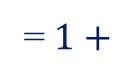 = 1 +